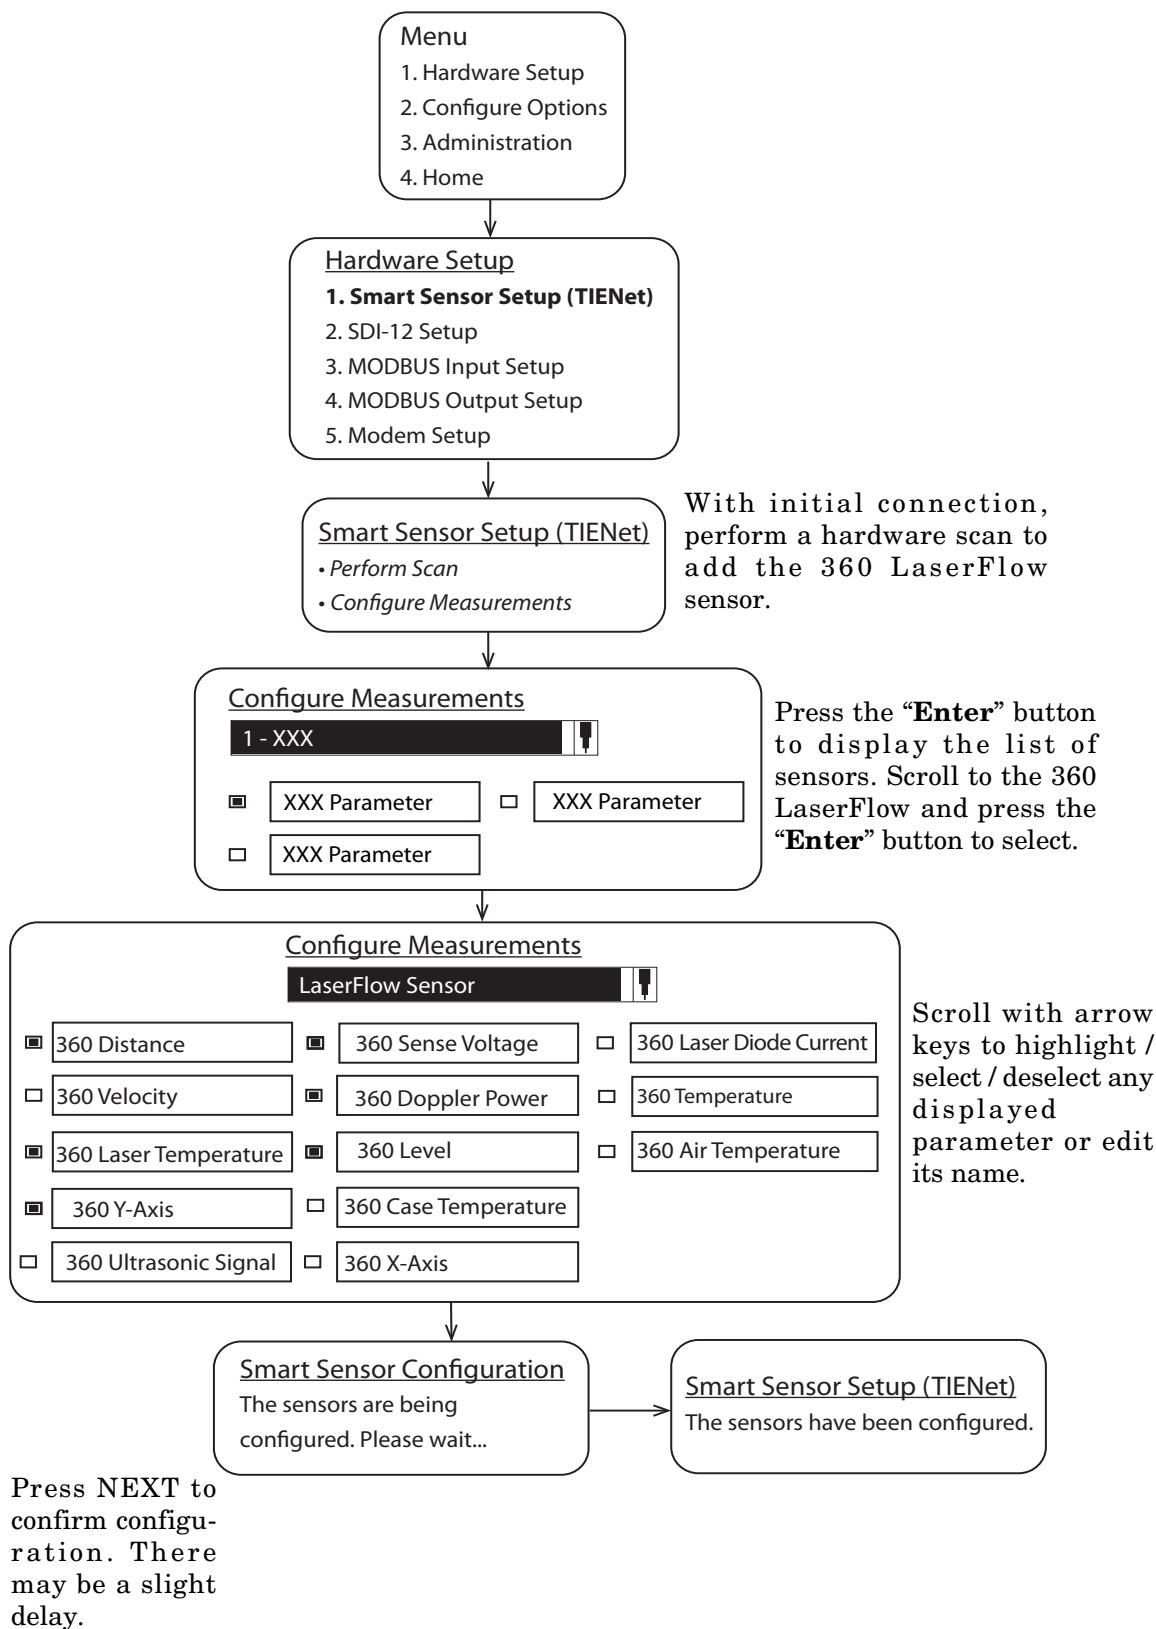 Menu
1. Hardware Setup
2. Configure Options
3. Administration
4. Home
Hardware Setup
1. Smart Sensor Setup (TIENet)
2. SDI-12 Setup
3. MODBUS Input Setup
4. MODBUS Output Setup
5. Modem Setup
Smart Sensor Setup (TIENet)
• Perform Scan
• Configure Measurements
With initial connection,
perform a hardware scan to
add the 360 LaserFlow
sensor.
Configure Measurements
1 - XXX
XXX Parameter XXX Parameter
XXX Parameter
Press the “Enter” button
to display the list of
sensors. Scroll to the 360
LaserFlow and press the
“Enter” button to select.
Configure Measurements
LaserFlow Sensor
360 Distance 360 Sense Voltage 360 Laser Diode Current
360 Velocity 360 Doppler Power 360 Temperature
360 Laser Temperature 360 Level 360 Air Temperature
360 Y-Axis 360 Case Temperature
360 Ultrasonic Signal 360 X-Axis
Scroll with arrow
keys to highlight /
select / deselect any
displayed
parameter or edit
its name.
Smart Sensor Configuration
The sensors are being
configured. Please wait...
Smart Sensor Setup (TIENet)
The sensors have been configured.
Press NEXT to
confirm configu-
ration. There
may be a slight
delay.